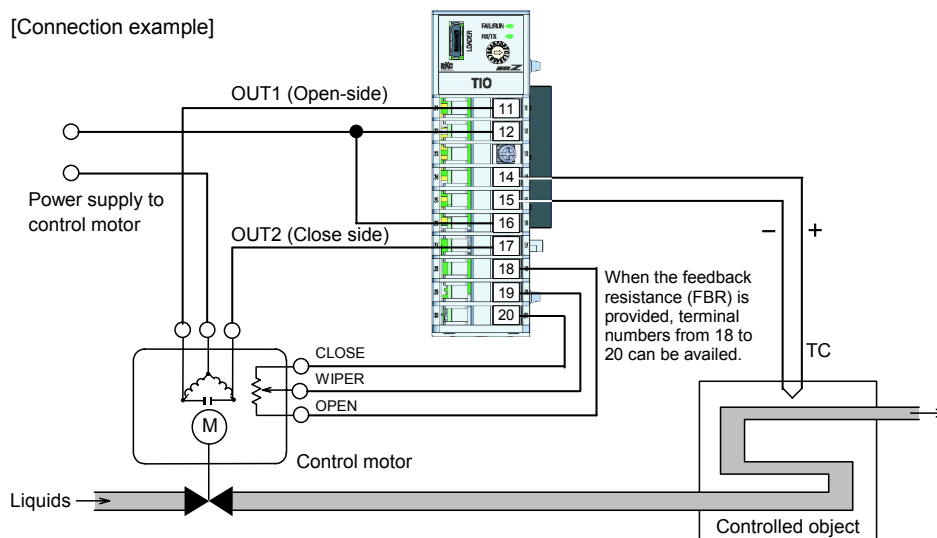 [Connection example]
FAIL/RUN
RX/TX
LOADER
RKC
SRZ
TIO
OUT1 (Open-side)
11
12
14
15
16
17
18
19
20
Power supply to
control motor
OUT2 (Close side)
−
+
When the feedback
resistance (FBR) is
provided, terminal
numbers from 18 to
20 can be availed.
TC
CLOSE
WIPER
OPEN
M
Control motor
Liquids
Controlled object